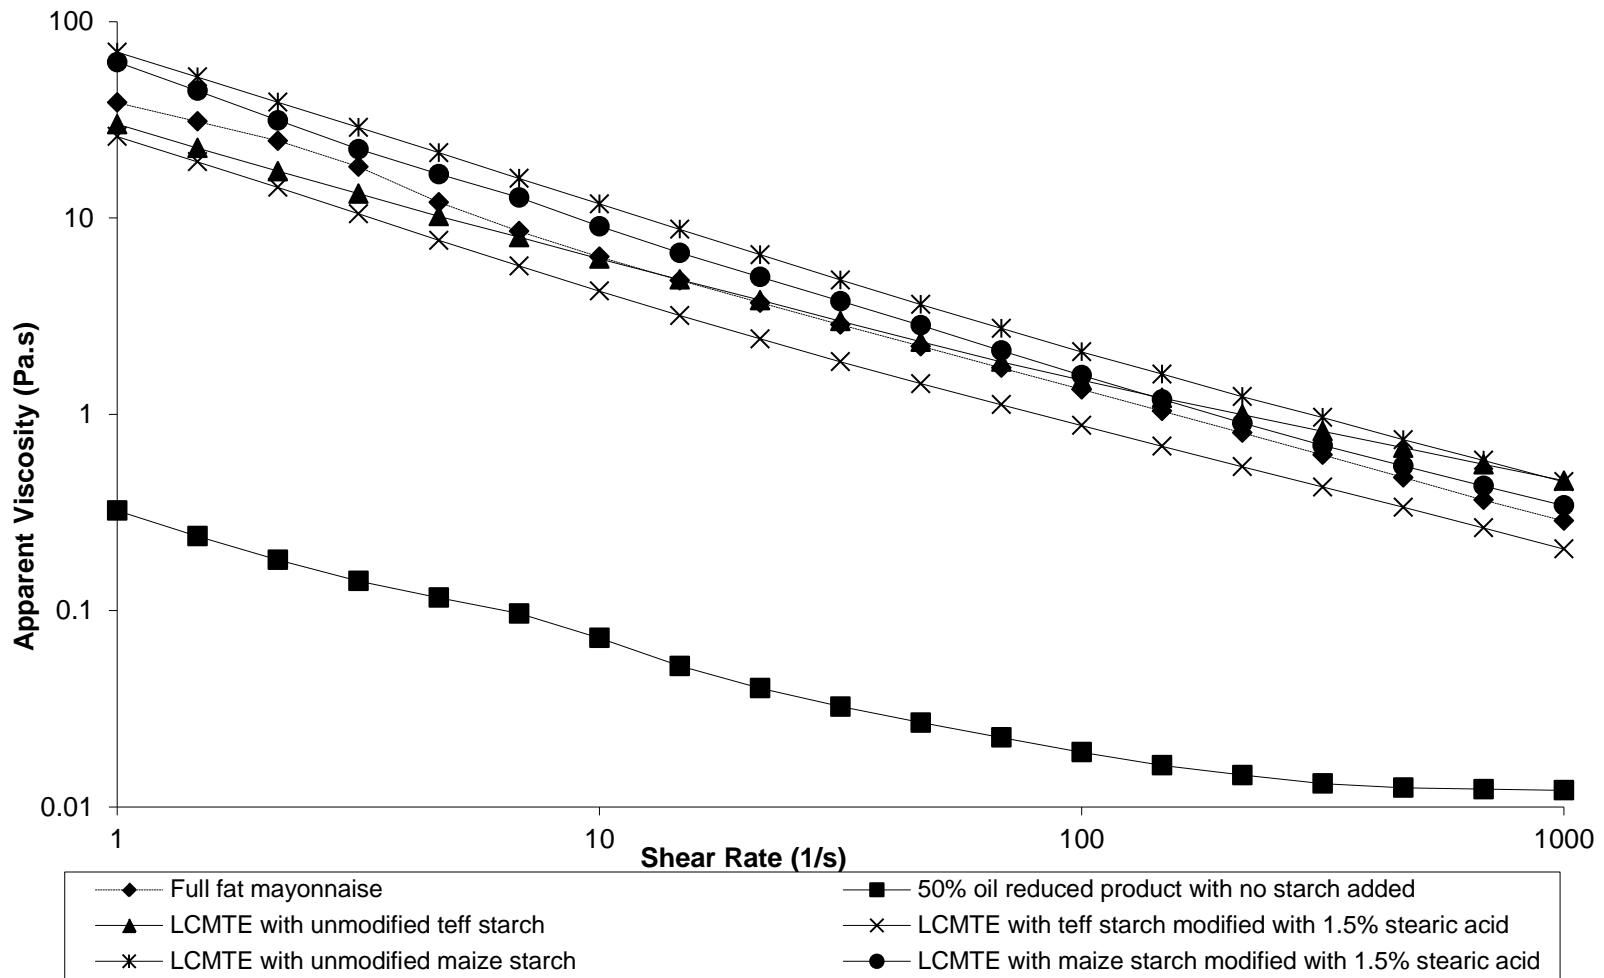 100
10
1
0.1
0.01
Apparent Viscosity (Pa.s)
1 10 100 1000
Shear Rate (1/s)
Full fat mayonnaise
50% oil reduced product with no starch added
LCMTE with unmodified teff starch
LCMTE with teff starch modified with 1.5% stearic acid
LCMTE with unmodified maize starch
LCMTE with maize starch modified with 1.5% stearic acid